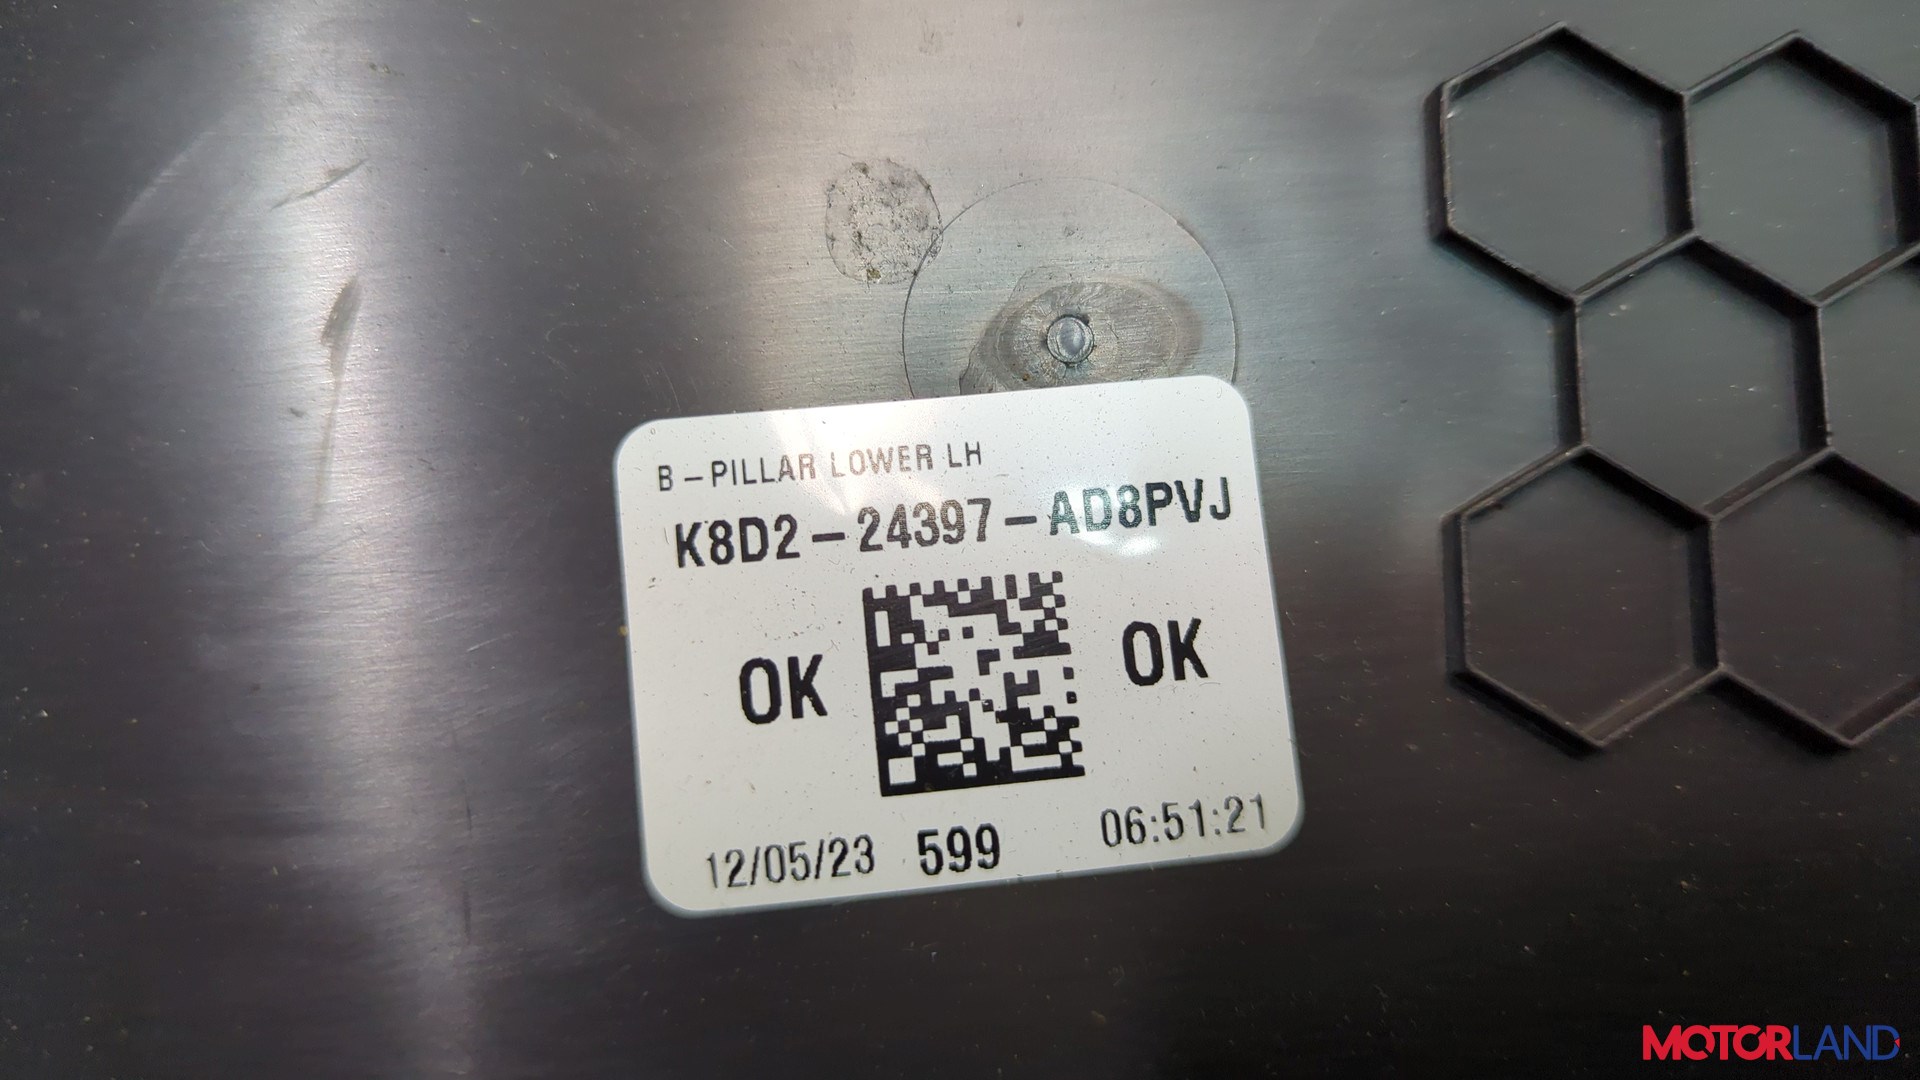 B-PILLAR LOWER LH
K8D2-24397-AD8PVJ
OK OK
12/05/23 599 06:51:21
MOTORLAND